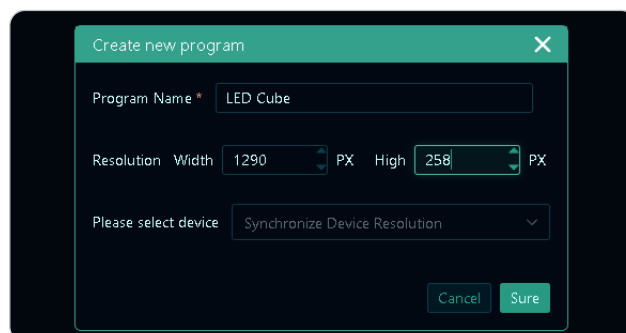 Create new program
Program Name * LED Cube
Resolution Width 1290 PX High 258 PX
Please select device Synchronize Device Resolution
Cancel Sure